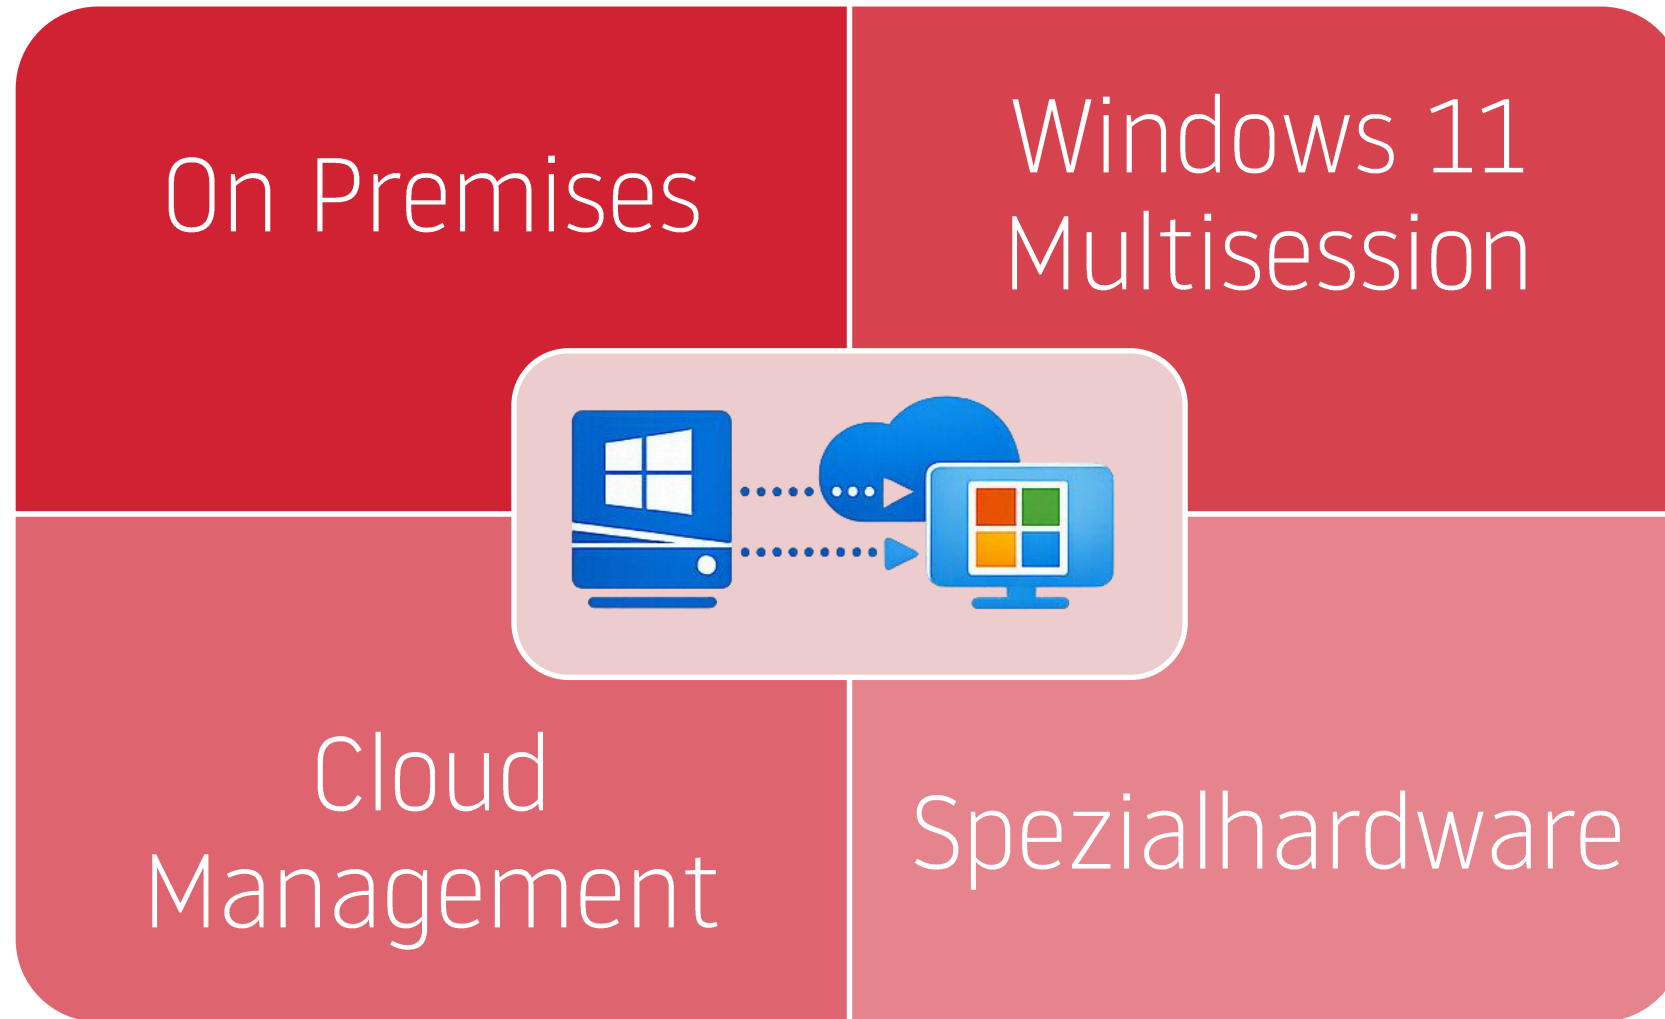 On Premises
Windows 11
Multisession
Cloud
Management
Spezialhardware